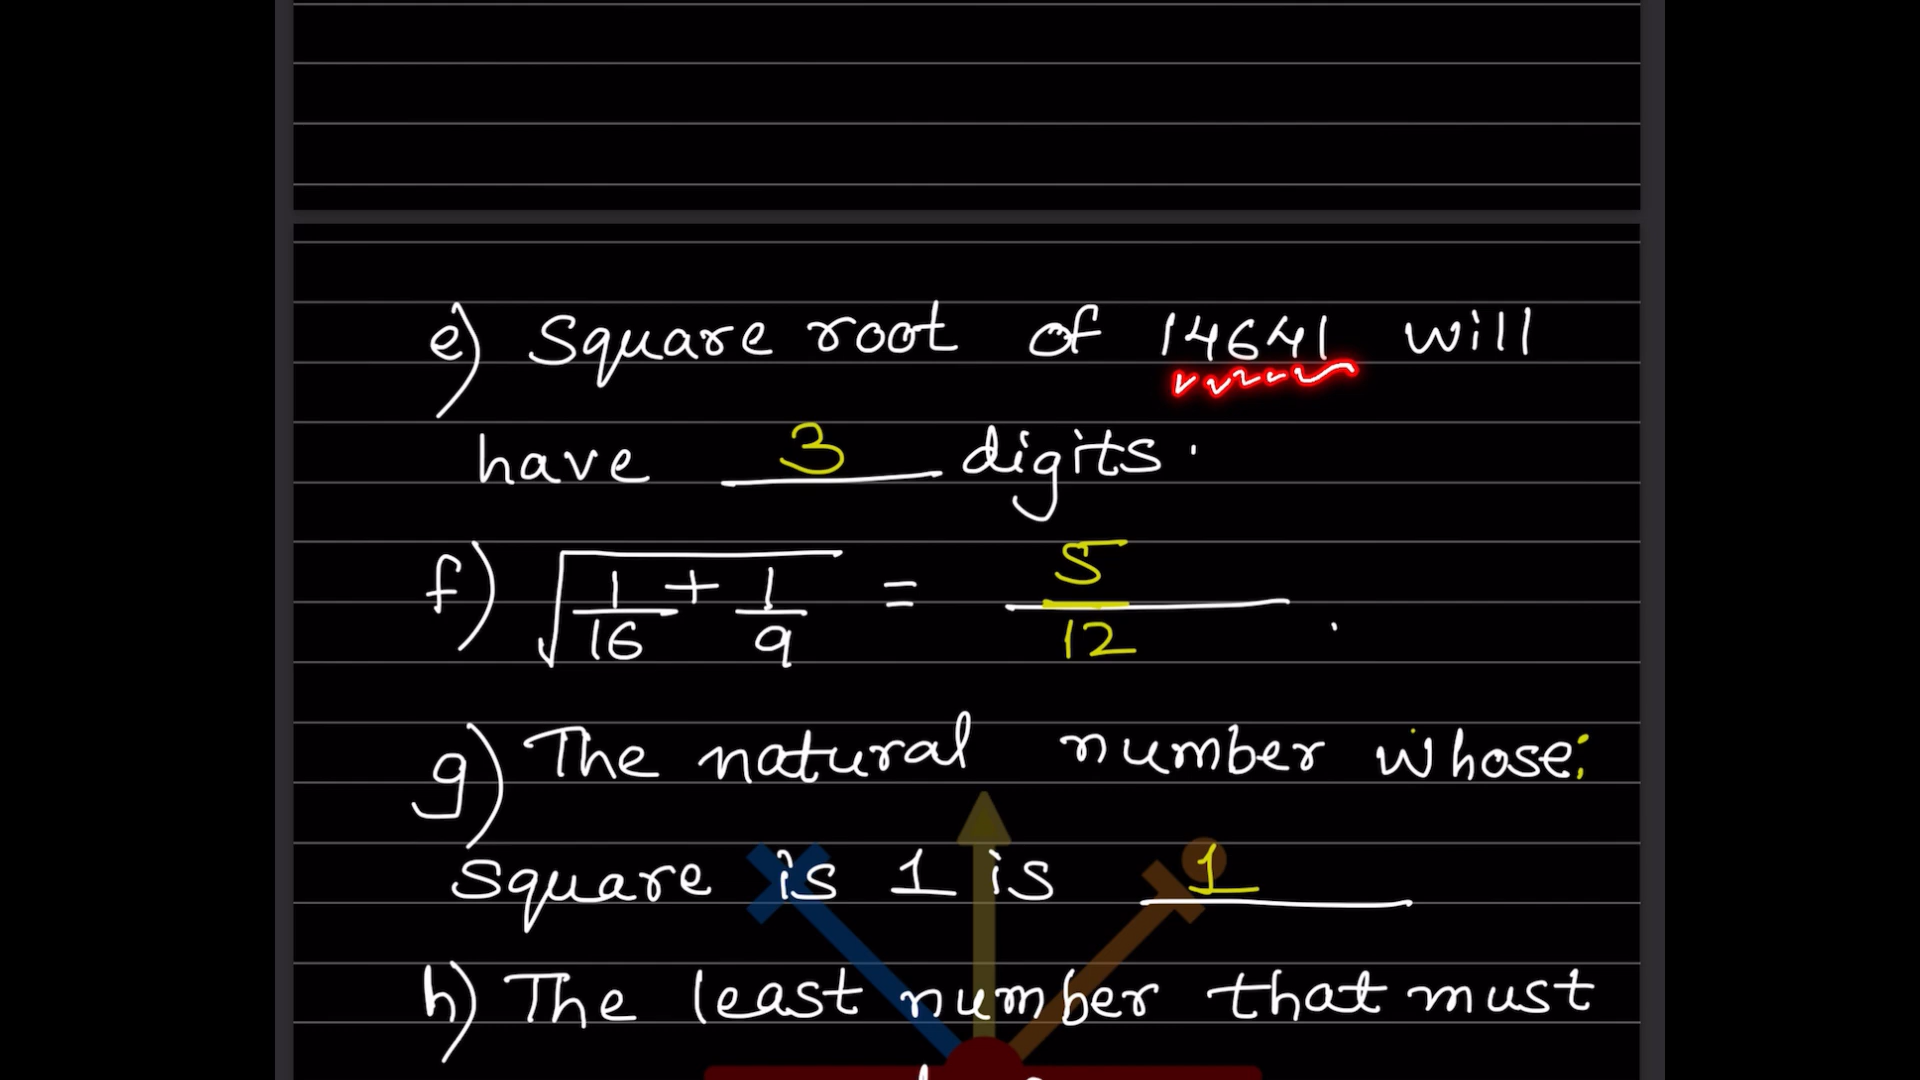 e) Square root of 14641 will
have 3 digits.
f) √(1/16 + 1/9) = 5/12 .
g) The natural number whose
square is 1 is 1
h) The least number that must